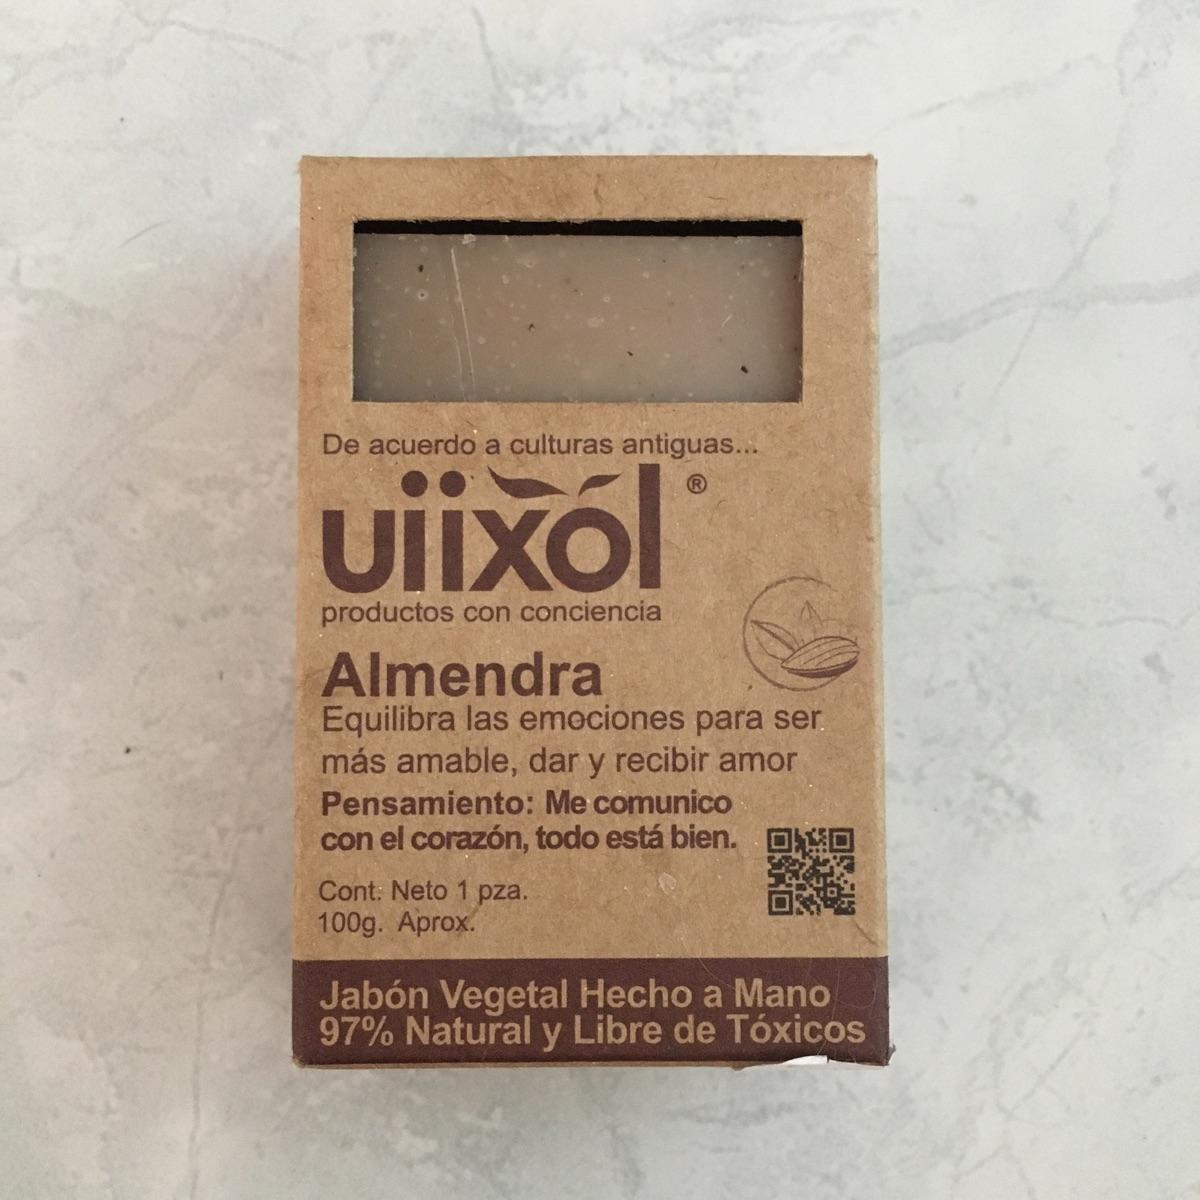 De acuerdo a culturas antiguas...
uiixól ®
productos con conciencia
Almendra
Equilibra las emociones para ser
más amable, dar y recibir amor
Pensamiento: Me comunico
con el corazón, todo está bien.
Cont. Neto 1 pza.
100g. Aprox.
Jabón Vegetal Hecho a Mano
97% Natural y Libre de Tóxicos